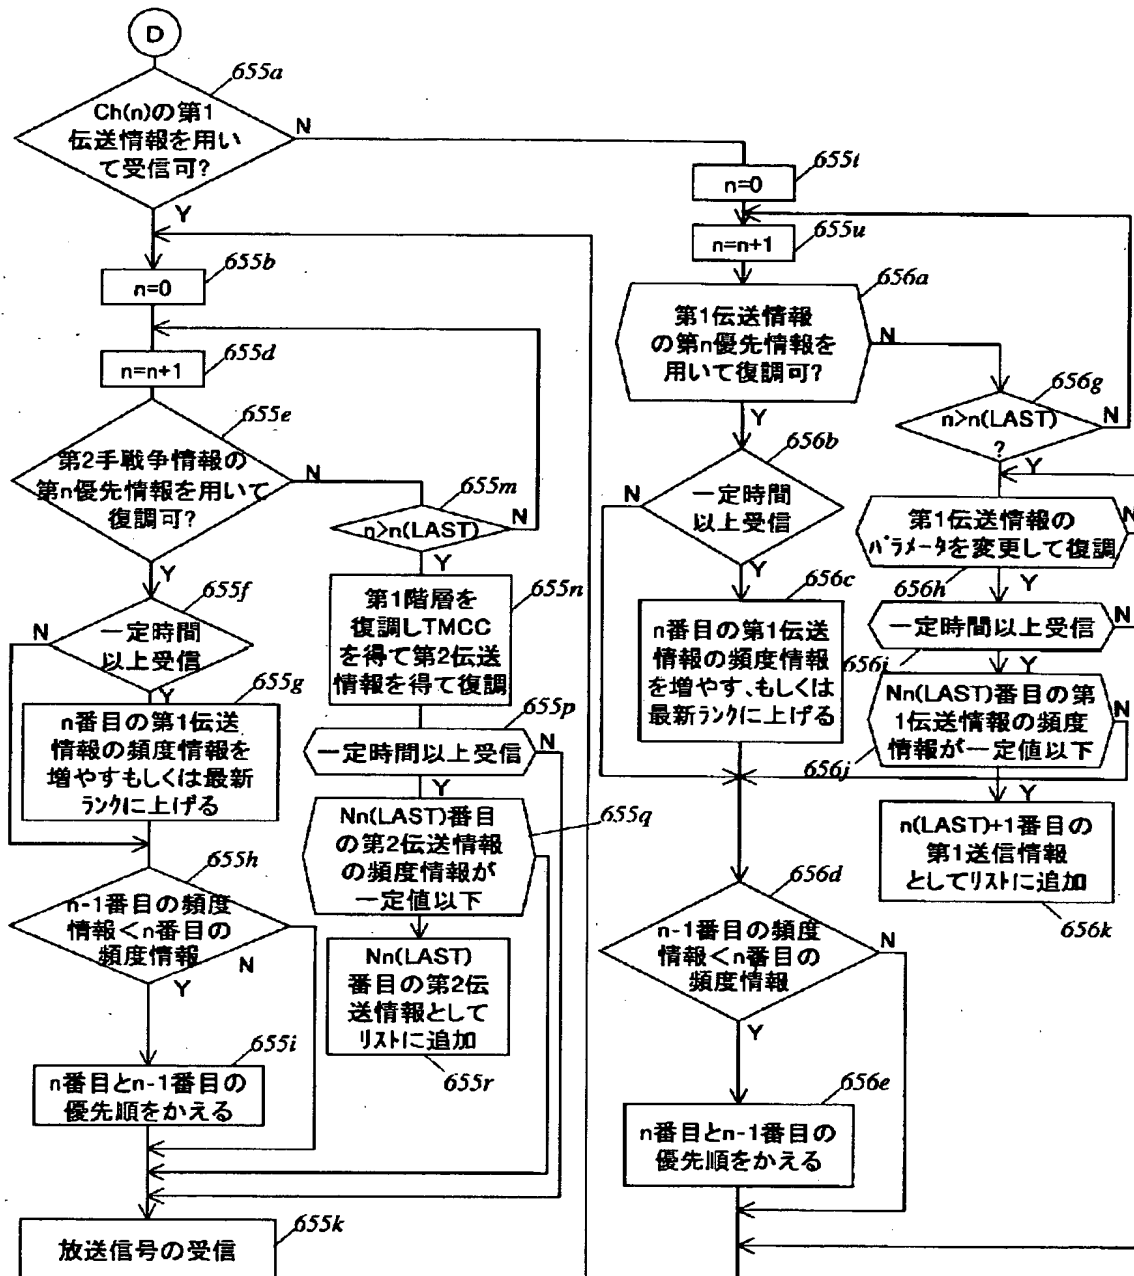 D
655a
Ch(n)の第1
伝送情報を用い
て受信可?
N
Y
655b
n=0
655d
n=n+1
655e
第2手戦争情報の
第n優先情報を用いて
復調可?
N
Y
655f
一定時間
以上受信
N
Y
655g
n番目の第1伝送
情報の頻度情報を
増やすもしくは最新
ランクに上げる
655h
n-1番目の頻度
情報<n番目の
頻度情報
N
Y
655i
n番目とn-1番目の
優先順をかえる
655k
放送信号の受信
655m
n>n(LAST)
N
Y
655n
第1階層を
復調しTMCC
を得て第2伝送
情報を得て復調
655p
一定時間以上受信
N
Y
655q
Nn(LAST)番目
の第2伝送情報
の頻度情報が
一定値以下
Y
Nn(LAST)
番目の第2伝
送情報として
リストに追加
655r
655t
n=0
655u
n=n+1
656a
第1伝送情報
の第n優先情報を
用いて復調可?
N
Y
656b
一定時間
以上受信
N
Y
656c
n番目の第1伝送
情報の頻度情報
を増やす、もしくは
最新ランクに上げる
656d
n-1番目の頻度
情報<n番目の
頻度情報
N
Y
656e
n番目とn-1番目の
優先順をかえる
656g
n>n(LAST)
?
N
Y
第1伝送情報の
パラメータを変更して復調
N
656h
Y
一定時間以上受信
N
656i
Y
Nn(LAST)番目の第
1伝送情報の頻度
情報が一定値以下
N
656j
Y
n(LAST)+1番目の
第1送信情報
としてリストに追加
656k